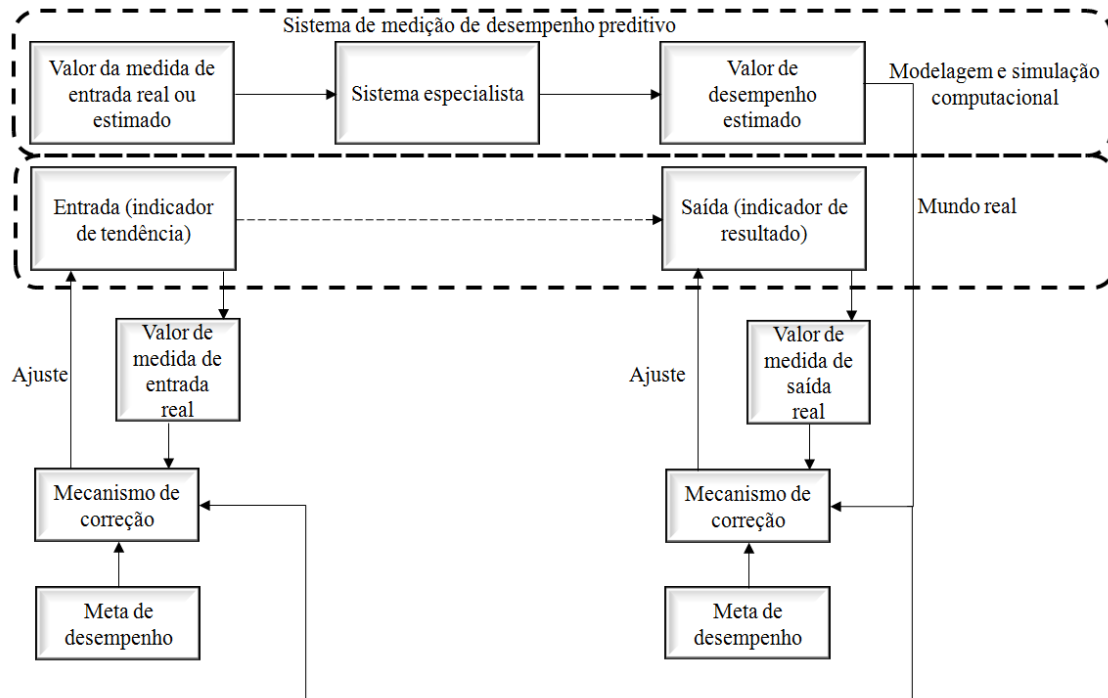 Sistema de medição de desempenho preditivo
Valor da medida de
entrada real ou
estimado
Sistema especialista
Valor de
desempenho
estimado
Modelagem e simulação
computacional
Entrada (indicador
de tendência)
Saída (indicador de
resultado)
Mundo real
Valor de
medida de
entrada
real
Ajuste
Valor de
medida de
saída
real
Ajuste
Mecanismo de
correção
Mecanismo de
correção
Meta de
desempenho
Meta de
desempenho